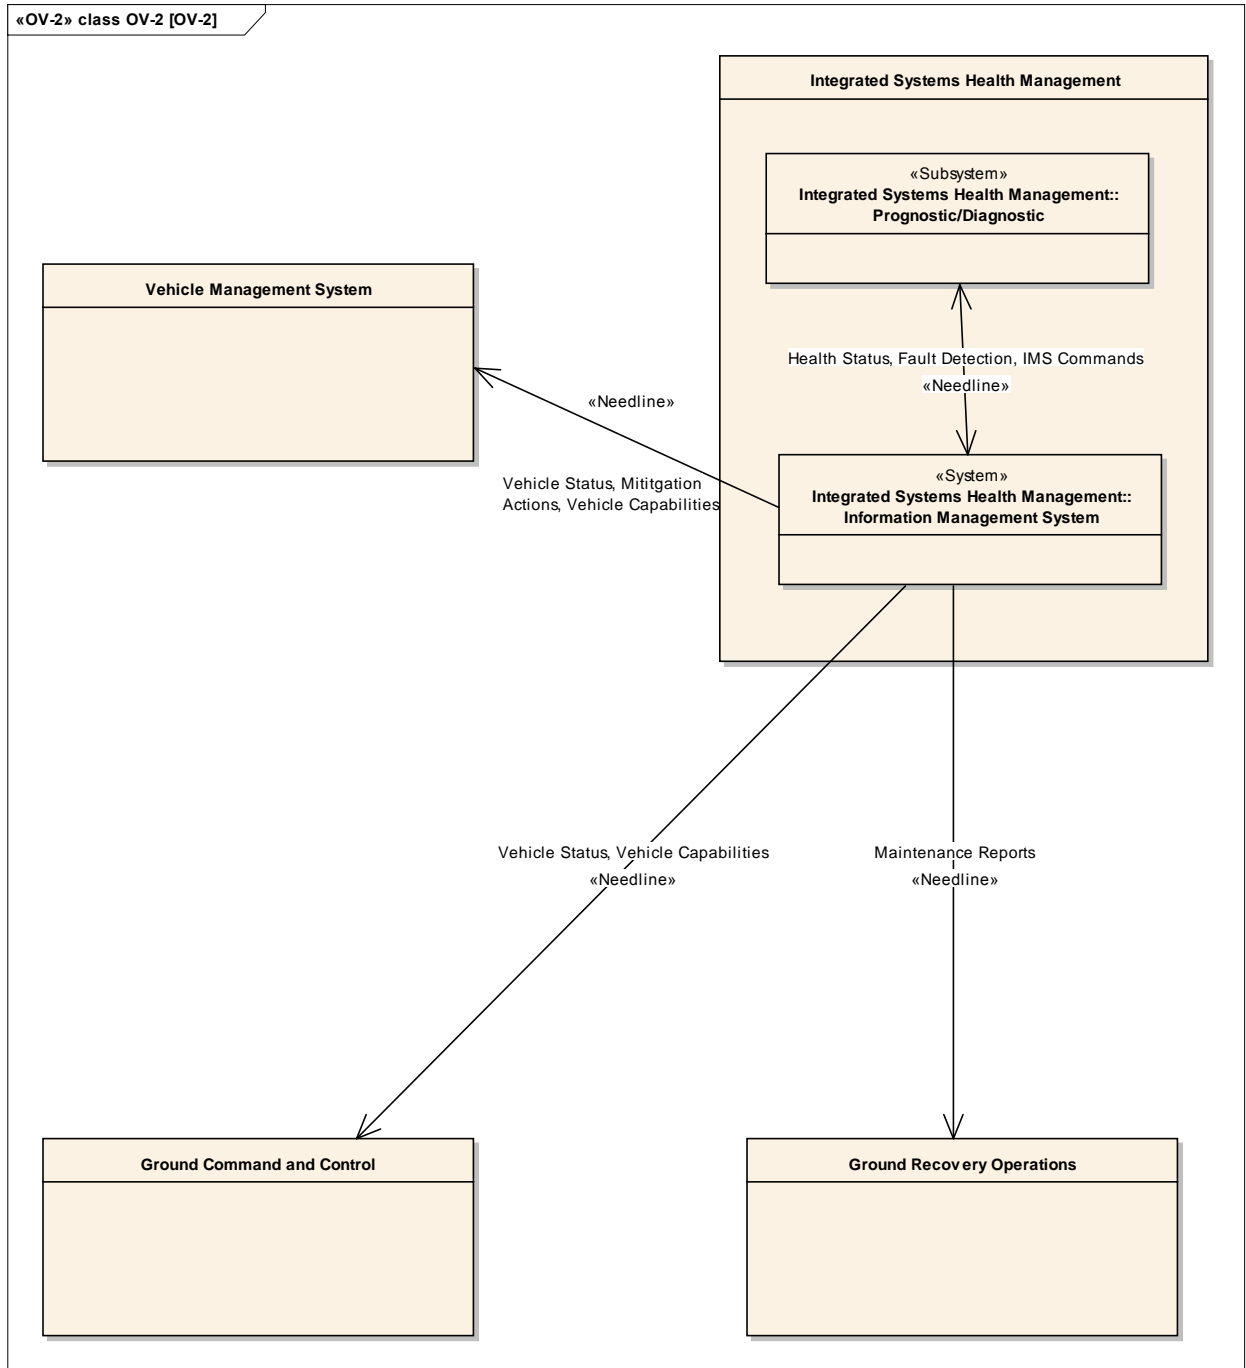 «OV-2» class OV-2 [OV-2]
Integrated Systems Health Management
«Subsystem»
Integrated Systems Health Management::
Prognostic/Diagnostic
Vehicle Management System
Health Status, Fault Detection, IMS Commands
«Needline»
«Needline»
Vehicle Status, Mititgation
Actions, Vehicle Capabilities
«System»
Integrated Systems Health Management::
Information Management System
Vehicle Status, Vehicle Capabilities
«Needline»
Maintenance Reports
«Needline»
Ground Command and Control
Ground Recovery Operations